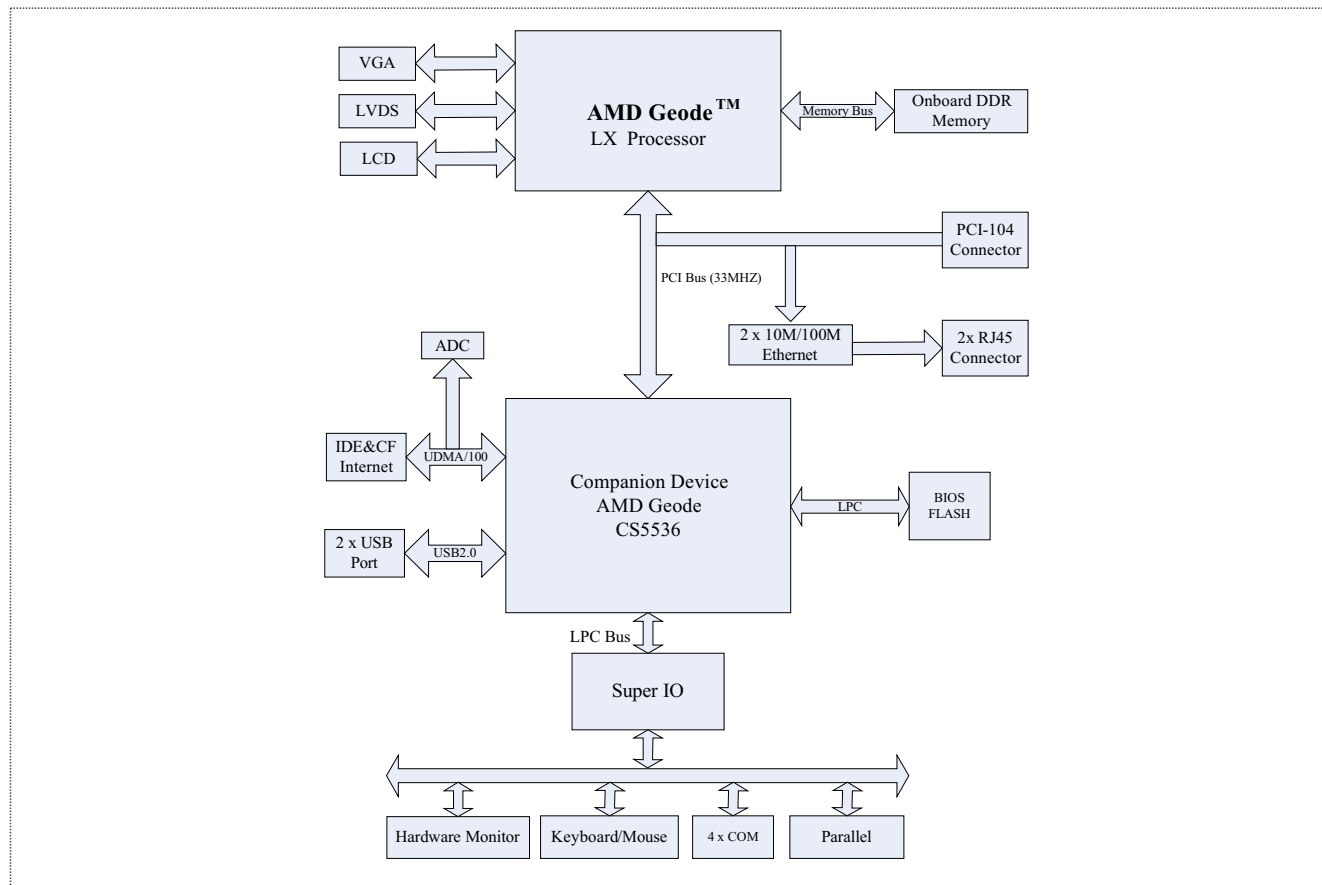 VGA
LVDS
LCD
AMD Geode™
LX Processor
Memory Bus
Onboard DDR
Memory
PCI-104
Connector
PCI Bus (33MHZ)
2 x 10M/100M
Ethernet
2x RJ45
Connector
ADC
IDE&CF
Internet
UDMA/100
Companion Device
AMD Geode
CS5536
LPC
BIOS
FLASH
2 x USB
Port
USB2.0
LPC Bus
Super IO
Hardware Monitor
Keyboard/Mouse
4 x COM
Parallel